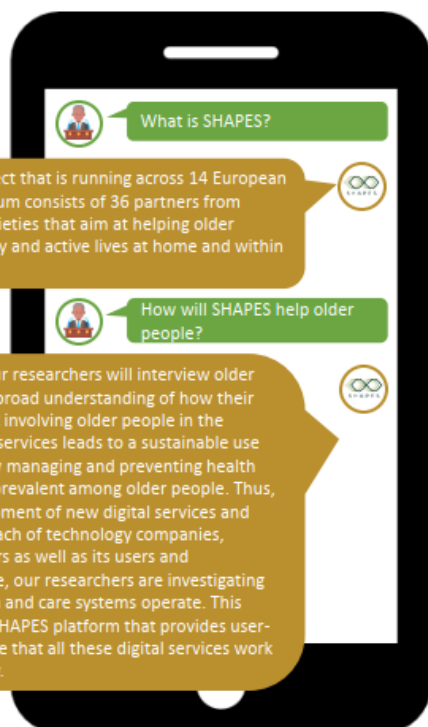 What is SHAPES?
ect that is running across 14 European
um consists of 36 partners from
ieties that aim at helping older
y and active lives at home and within
SHAPES
How will SHAPES help older
people?
ur researchers will interview older
broad understanding of how their
involving older people in the
services leads to a sustainable use
managing and preventing health
prevalent among older people. Thus,
ment of new digital services and
ach of technology companies,
rs as well as its users and
e, our researchers are investigating
and care systems operate. This
HAPES platform that provides user-
e that all these digital services work
SHAPES